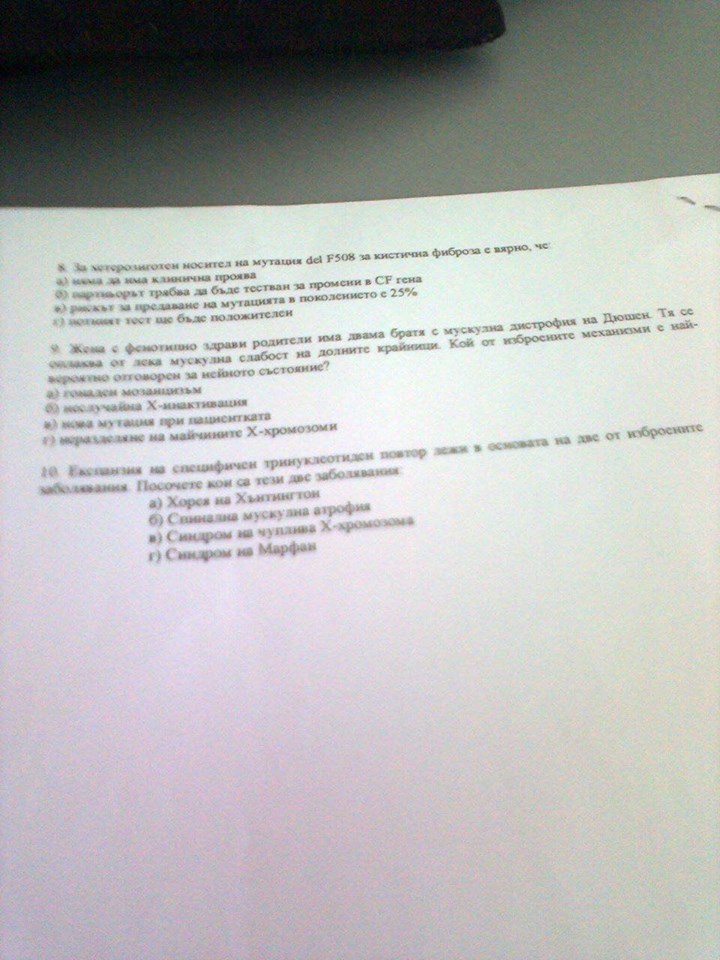 8. За хетерозиготен носител на мутация del F508 за кистична фиброза е вярно, че:
а) няма да има клинична проява
б) партньорът трябва да бъде тестван за промени в CF гена
в) рискът за предаване на мутацията в поколението е 25%
г) потният тест ще бъде положителен
9. Жена с фенотипно здрави родители има двама братя с мускулна дистрофия на Дюшен. Тя се
оплаква от лека мускулна слабост на долните крайници. Кой от изброените механизми е най-
вероятно отговорен за нейното състояние?
а) гонаден мозаицизъм
б) неслучайна Х-инактивация
в) нова мутация при пациентката
г) неразделяне на майчините Х-хромозоми
10. Експанзия на специфичен тринуклеотиден повтор лежи в основата на две от изброените
заболявания. Посочете кои са тези две заболявания:
а) Хорея на Хънтингтон
б) Спинална мускулна атрофия
в) Синдром на чуплива Х-хромозома
г) Синдром на Марфан